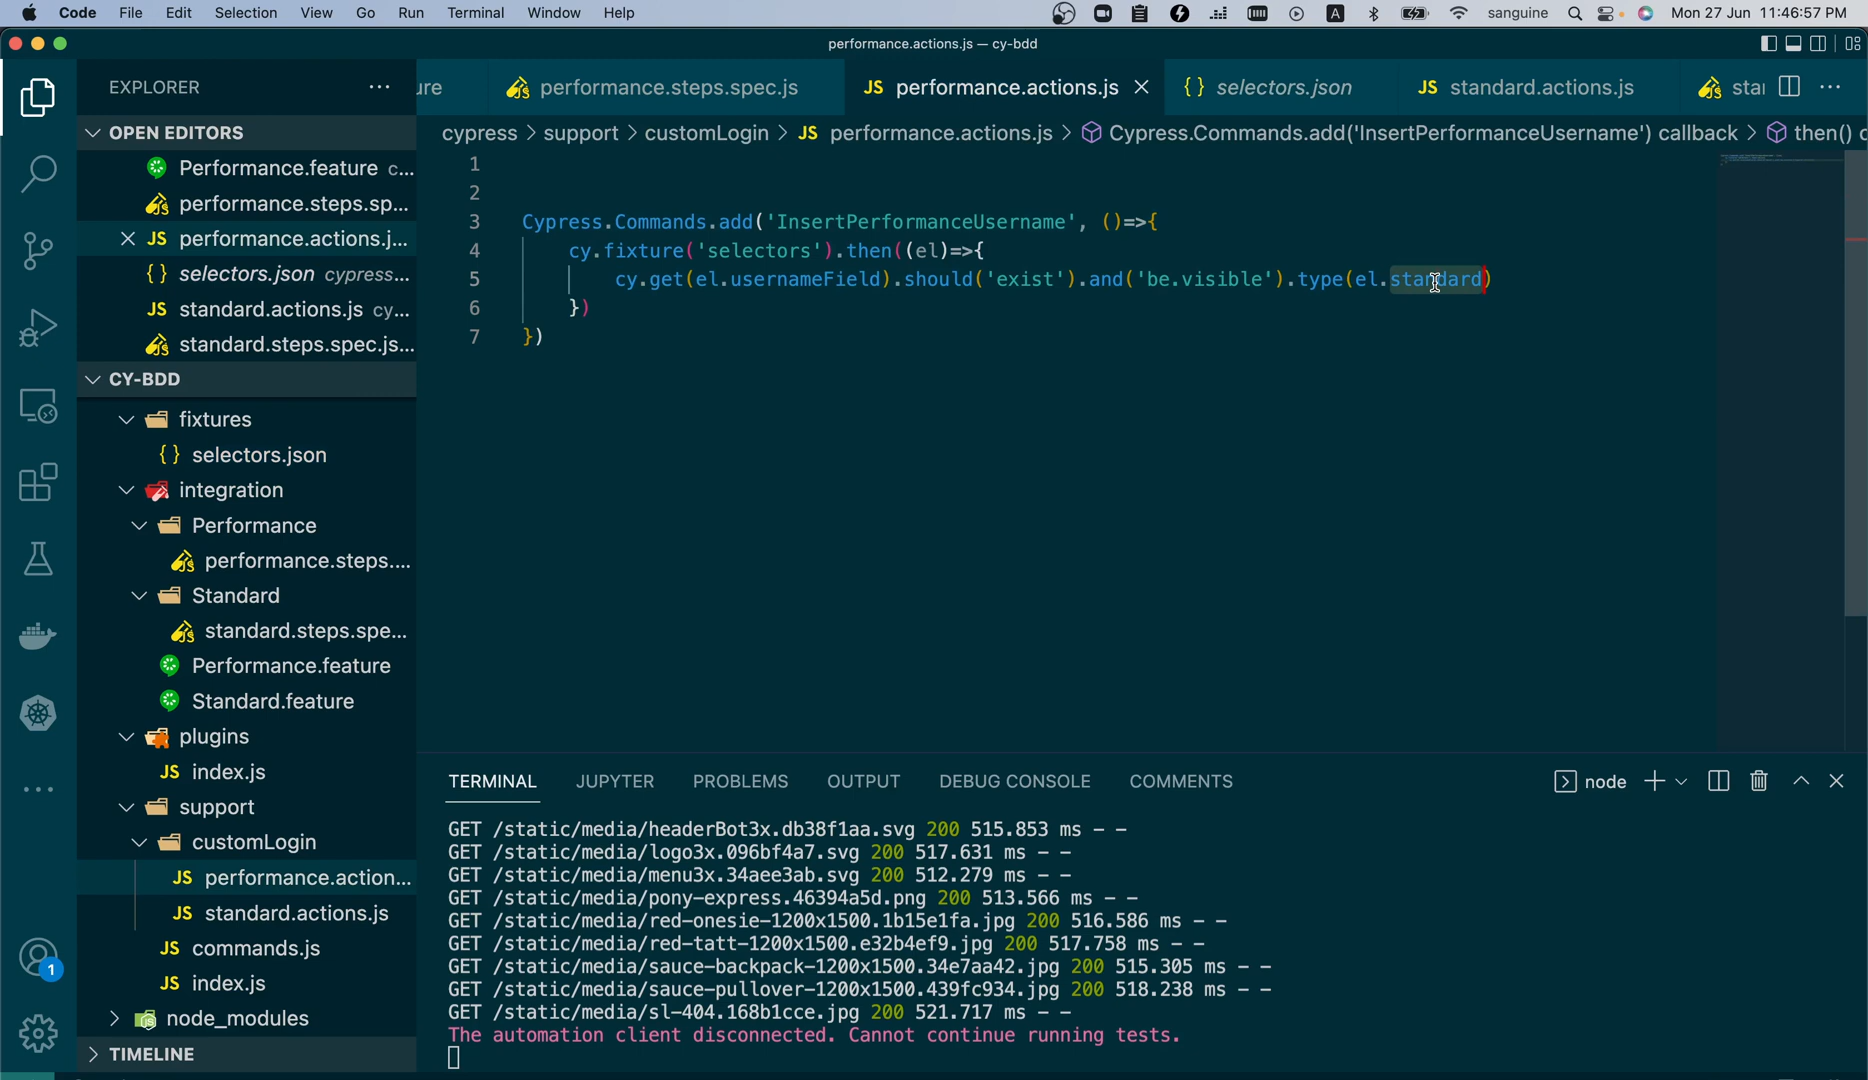 Code File Edit Selection View Go Run Terminal Window Help A sanguine Mon 27 Jun 11:46:57 PM
performance.actions.js — cy-bdd
EXPLORER
ure performance.steps.spec.js JS performance.actions.js { } selectors.json JS standard.actions.js star
cypress > support > customLogin > JS performance.actions.js > Cypress.Commands.add('InsertPerformanceUsername') callback > then() c
OPEN EDITORS
Performance.feature c...
performance.steps.sp...
JS performance.actions.j...
{ } selectors.json cypress...
JS standard.actions.js cy...
standard.steps.spec.js...
CY-BDD
fixtures
{ } selectors.json
integration
Performance
performance.steps....
Standard
standard.steps.spe...
Performance.feature
Standard.feature
plugins
JS index.js
support
customLogin
JS performance.action...
JS standard.actions.js
JS commands.js
JS index.js
node_modules
TIMELINE
1
1
2
3 Cypress.Commands.add('InsertPerformanceUsername', ()=>{
4 cy.fixture('selectors').then((el)=>{
5 cy.get(el.usernameField).should('exist').and('be.visible').type(el.standard)
6 })
7 })
TERMINAL JUPYTER PROBLEMS OUTPUT DEBUG CONSOLE COMMENTS node
GET /static/media/headerBot3x.db38f1aa.svg 200 515.853 ms - -
GET /static/media/logo3x.096bf4a7.svg 200 517.631 ms - -
GET /static/media/menu3x.34aee3ab.svg 200 512.279 ms - -
GET /static/media/pony-express.46394a5d.png 200 513.566 ms - -
GET /static/media/red-onesie-1200x1500.1b15e1fa.jpg 200 516.586 ms - -
GET /static/media/red-tatt-1200x1500.e32b4ef9.jpg 200 517.758 ms - -
GET /static/media/sauce-backpack-1200x1500.34e7aa42.jpg 200 515.305 ms - -
GET /static/media/sauce-pullover-1200x1500.439fc934.jpg 200 518.238 ms - -
GET /static/media/sl-404.168b1cce.jpg 200 521.717 ms - -
The automation client disconnected. Cannot continue running tests.